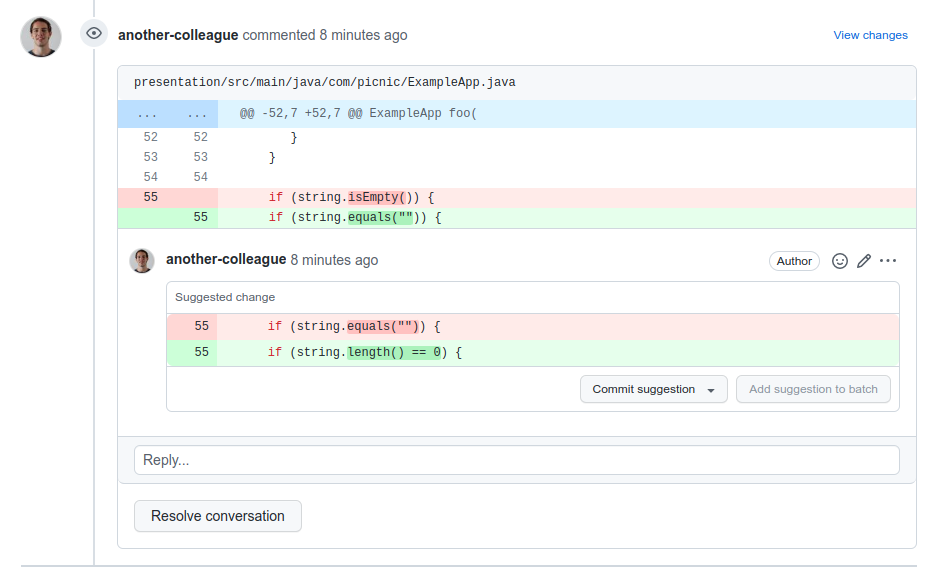 another-colleague commented 8 minutes ago View changes
presentation/src/main/java/com/picnic/ExampleApp.java
... ... @@ -52,7 +52,7 @@ ExampleApp foo(
52 52 }
53 53 }
54 54 54
55 if (string.isEmpty()) {
55 if (string.equals("")) {
another-colleague 8 minutes ago Author
Suggested change
55 if (string.equals("")) {
55 if (string.length() == 0) {
Commit suggestion Add suggestion to batch
Reply...
Resolve conversation